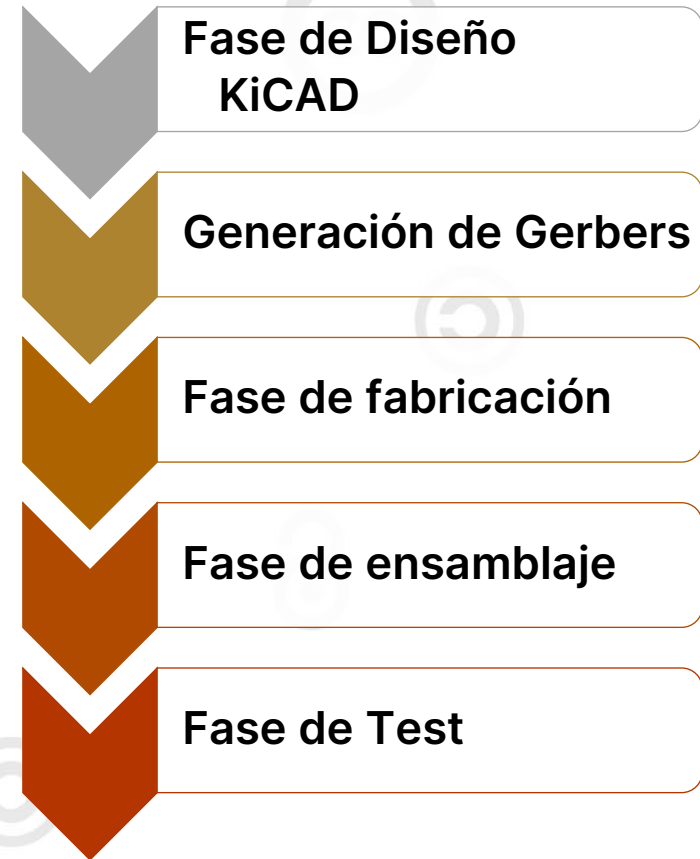 Fase de Diseño
KiCAD
Generación de Gerbers
Fase de fabricación
Fase de ensamblaje
Fase de Test